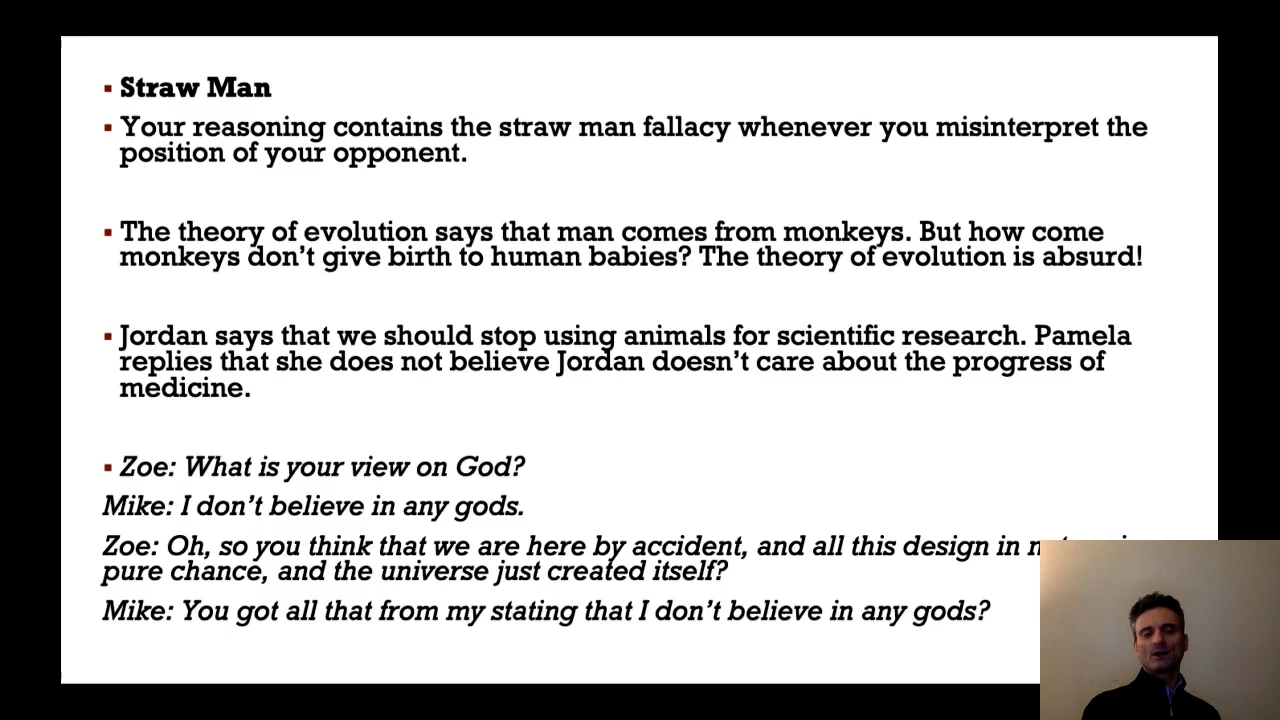 Straw Man
Your reasoning contains the straw man fallacy whenever you misinterpret the
position of your opponent.
The theory of evolution says that man comes from monkeys. But how come
monkeys don't give birth to human babies? The theory of evolution is absurd!
Jordan says that we should stop using animals for scientific research. Pamela
replies that she does not believe Jordan doesn't care about the progress of
medicine.
Zoe: What is your view on God?
Mike: I don't believe in any gods.
Zoe: Oh, so you think that we are here by accident, and all this design in
pure chance, and the universe just created itself?
Mike: You got all that from my stating that I don't believe in any gods?